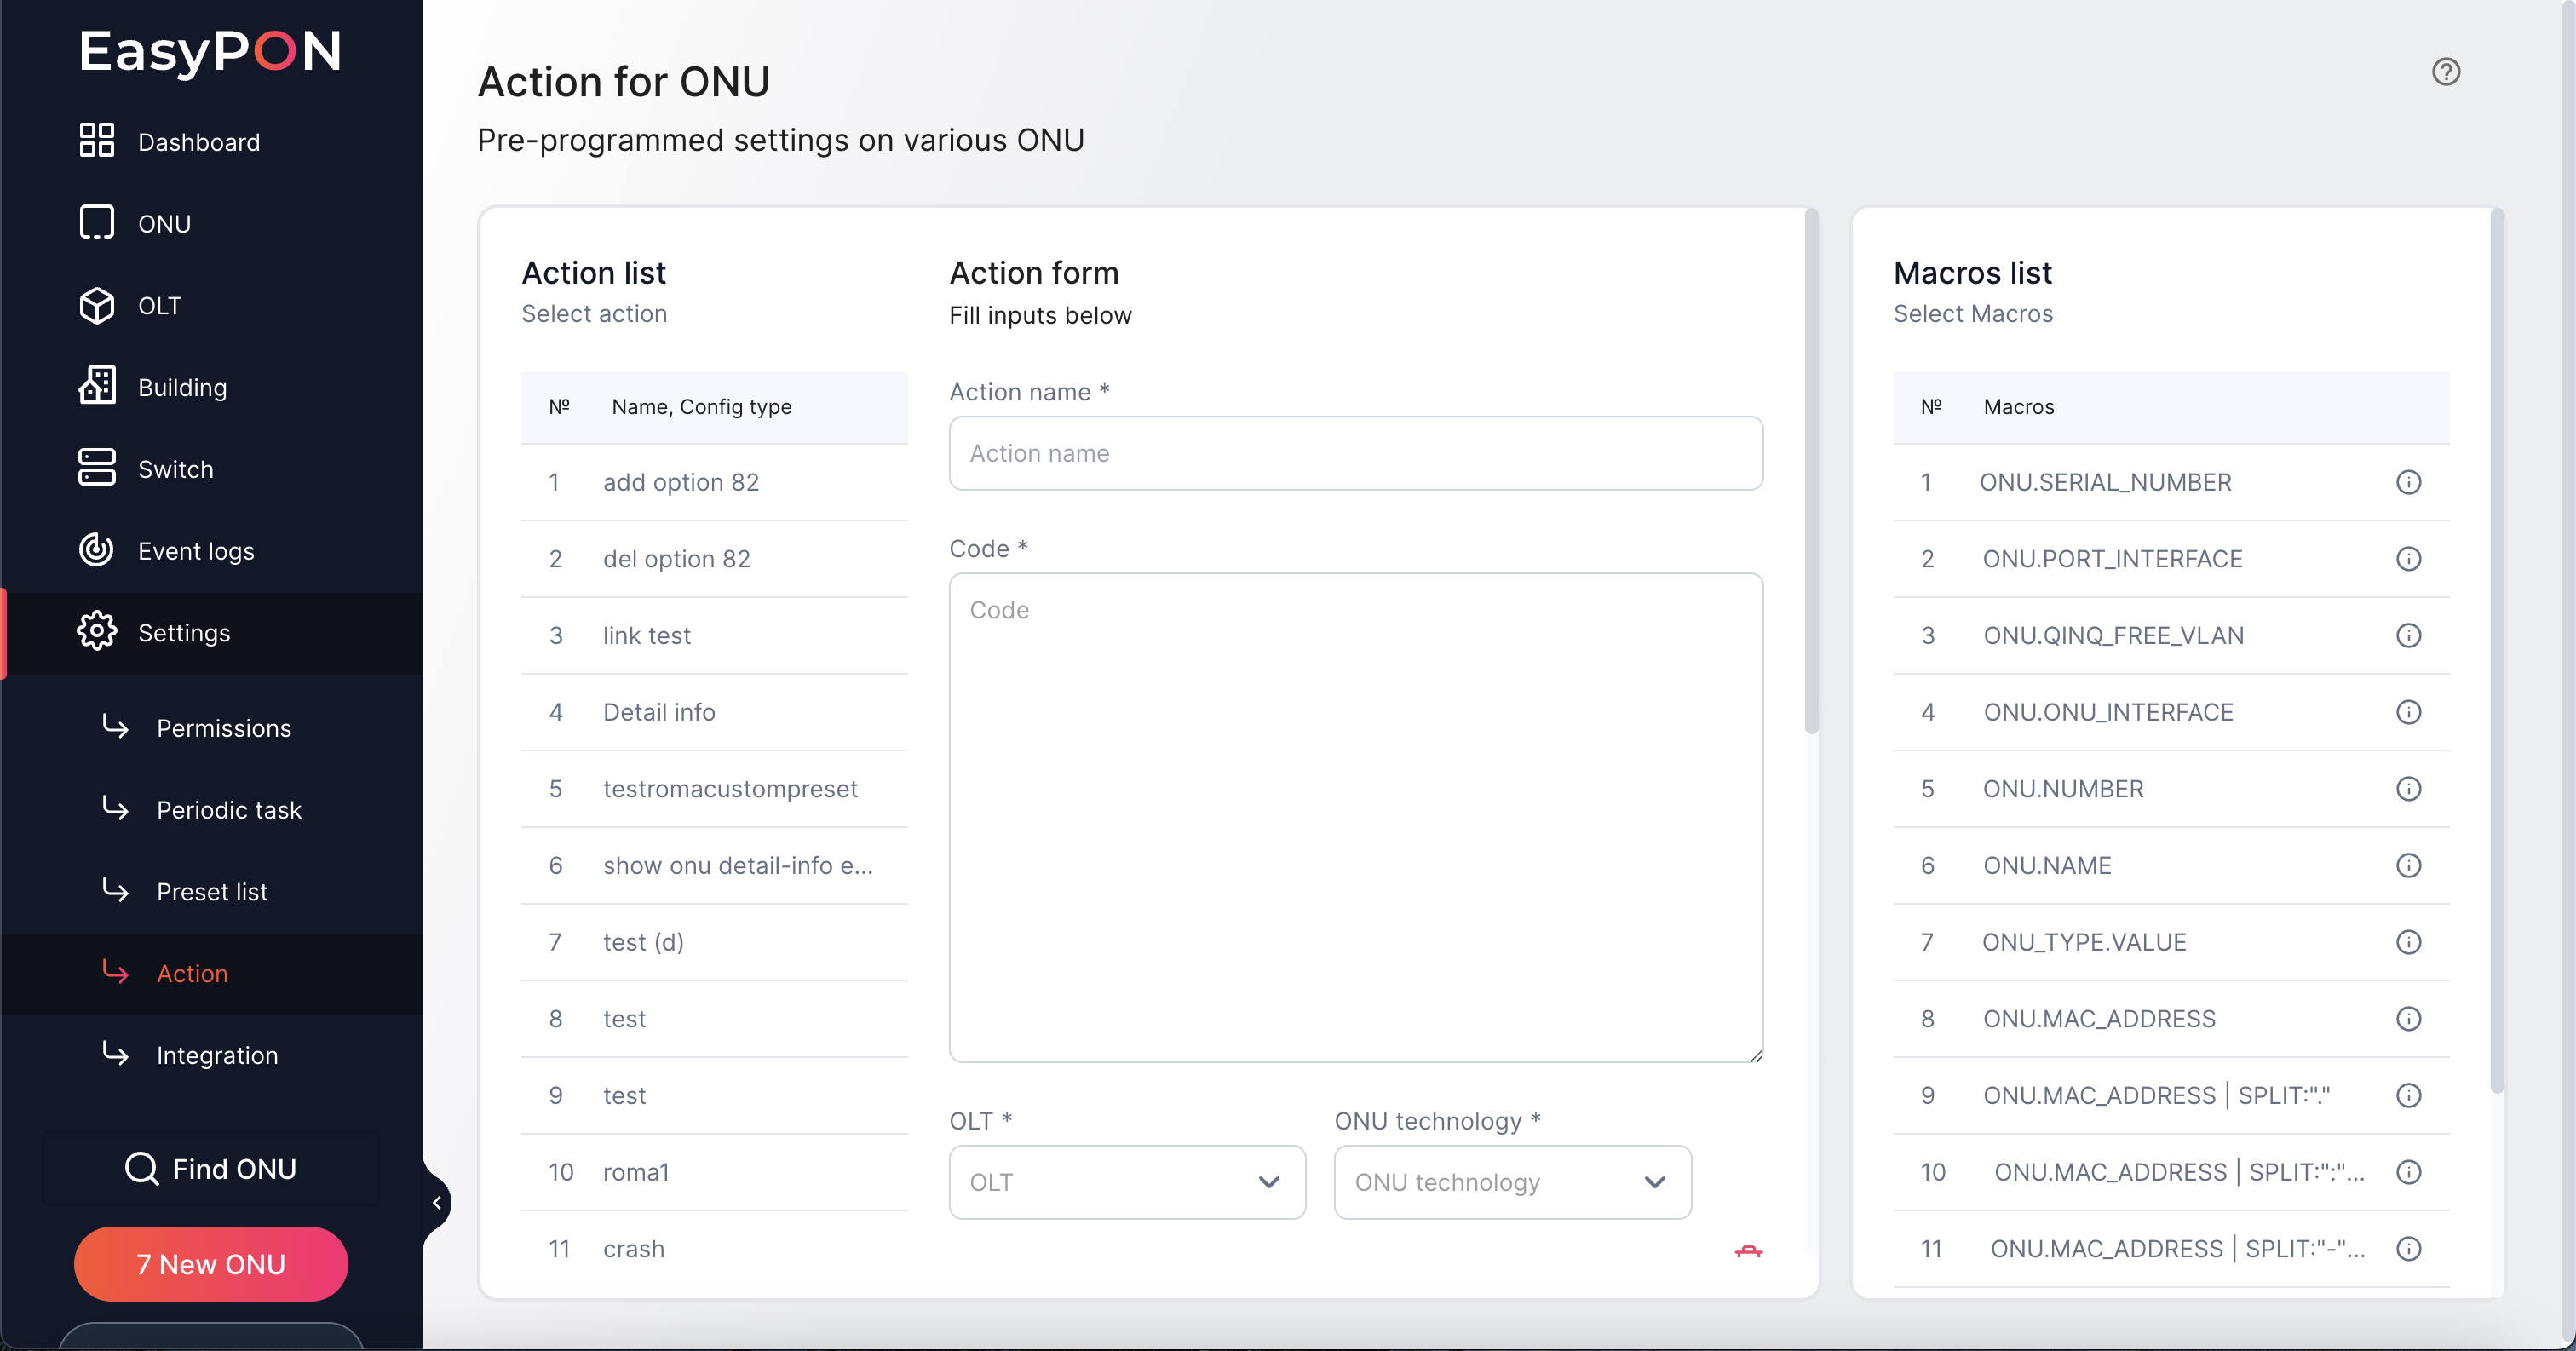 EasyPON
Dashboard
ONU
OLT
Building
Switch
Event logs
Settings
Permissions
Periodic task
Preset list
Action
Integration
Find ONU
7 New ONU
Action for ONU
Pre-programmed settings on various ONU
Action list
Select action
№ Name, Config type
1 add option 82
2 del option 82
3 link test
4 Detail info
5 testromacustompreset
6 show onu detail-info e...
7 test (d)
8 test
9 test
10 roma1
11 crash
Action form
Fill inputs below
Action name *
Action name
Code *
Code
OLT * ONU technology *
OLT ONU technology
Macros list
Select Macros
№ Macros
1 ONU.SERIAL_NUMBER
2 ONU.PORT_INTERFACE
3 ONU.QINQ_FREE_VLAN
4 ONU.ONU_INTERFACE
5 ONU.NUMBER
6 ONU.NAME
7 ONU_TYPE.VALUE
8 ONU.MAC_ADDRESS
9 ONU.MAC_ADDRESS | SPLIT:"."
10 ONU.MAC_ADDRESS | SPLIT:":"...
11 ONU.MAC_ADDRESS | SPLIT:"-"...